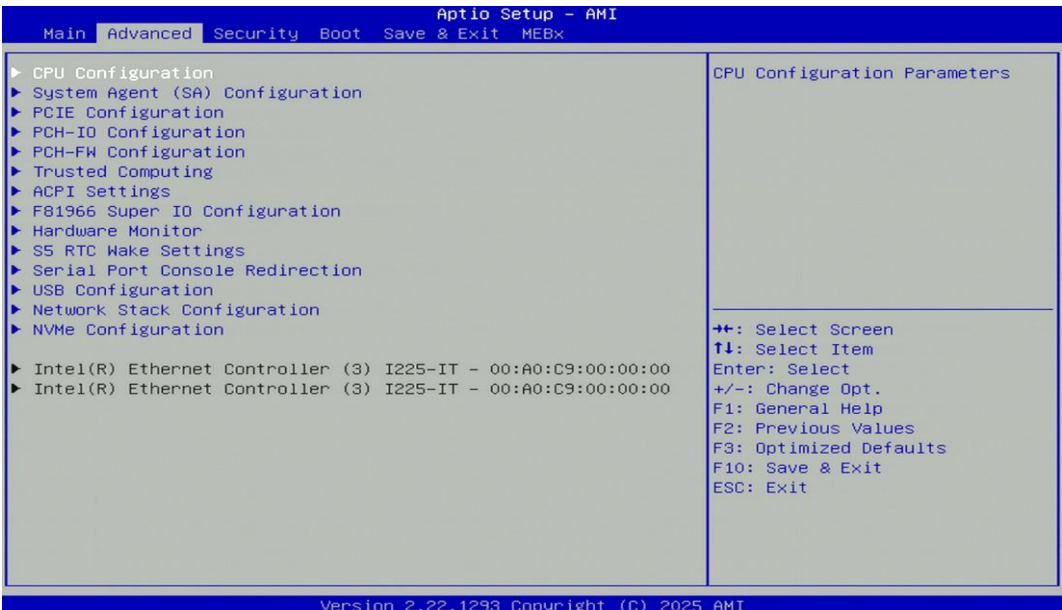 Aptio Setup - AMI
Main Advanced Security Boot Save & Exit MEBx
▶ CPU Configuration
▶ System Agent (SA) Configuration
▶ PCIE Configuration
▶ PCH-IO Configuration
▶ PCH-FW Configuration
▶ Trusted Computing
▶ ACPI Settings
▶ F81966 Super IO Configuration
▶ Hardware Monitor
▶ S5 RTC Wake Settings
▶ Serial Port Console Redirection
▶ USB Configuration
▶ Network Stack Configuration
▶ NVMe Configuration
▶ Intel(R) Ethernet Controller (3) I225-IT - 00:A0:C9:00:00:00
▶ Intel(R) Ethernet Controller (3) I225-IT - 00:A0:C9:00:00:00
CPU Configuration Parameters
→←: Select Screen
↑↓: Select Item
Enter: Select
+/-: Change Opt.
F1: General Help
F2: Previous Values
F3: Optimized Defaults
F10: Save & Exit
ESC: Exit
Version 2.22.1293 Copyright (C) 2025 AMI